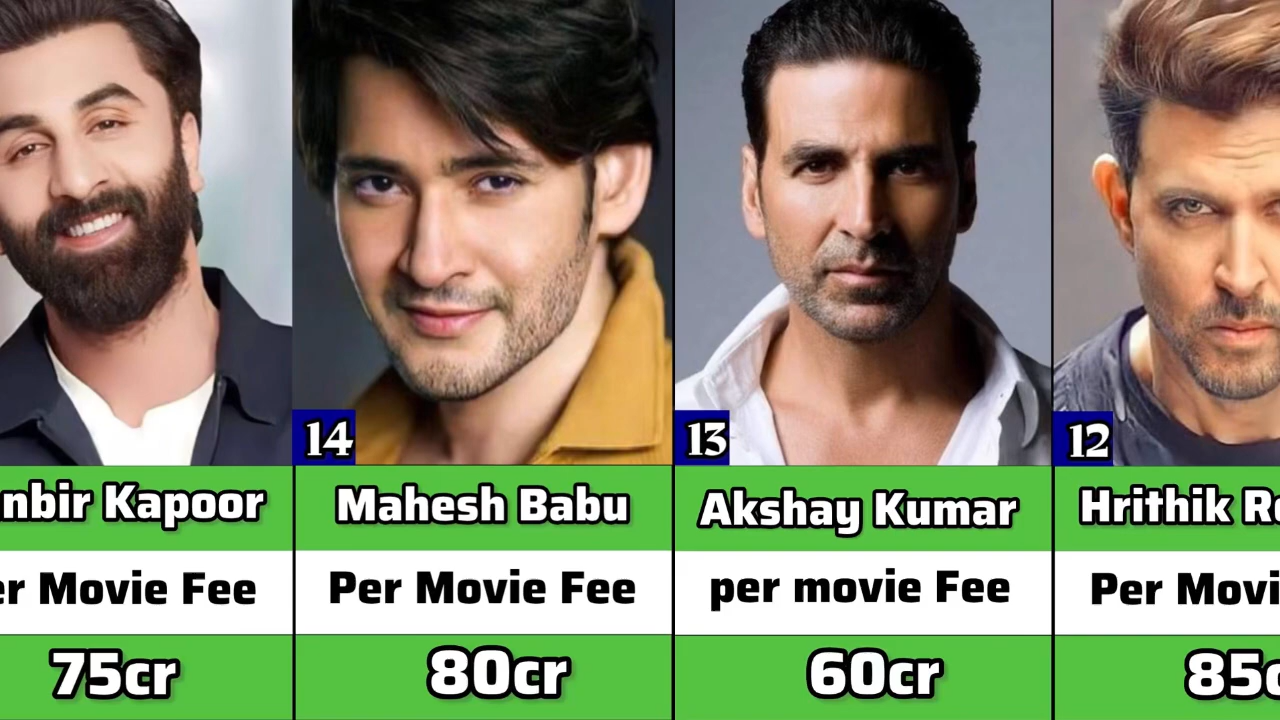 14
13
12
nbir Kapoor
Mahesh Babu
Akshay Kumar
Hrithik R
er Movie Fee
Per Movie Fee
per movie Fee
Per Movi
75cr
80cr
60cr
85c